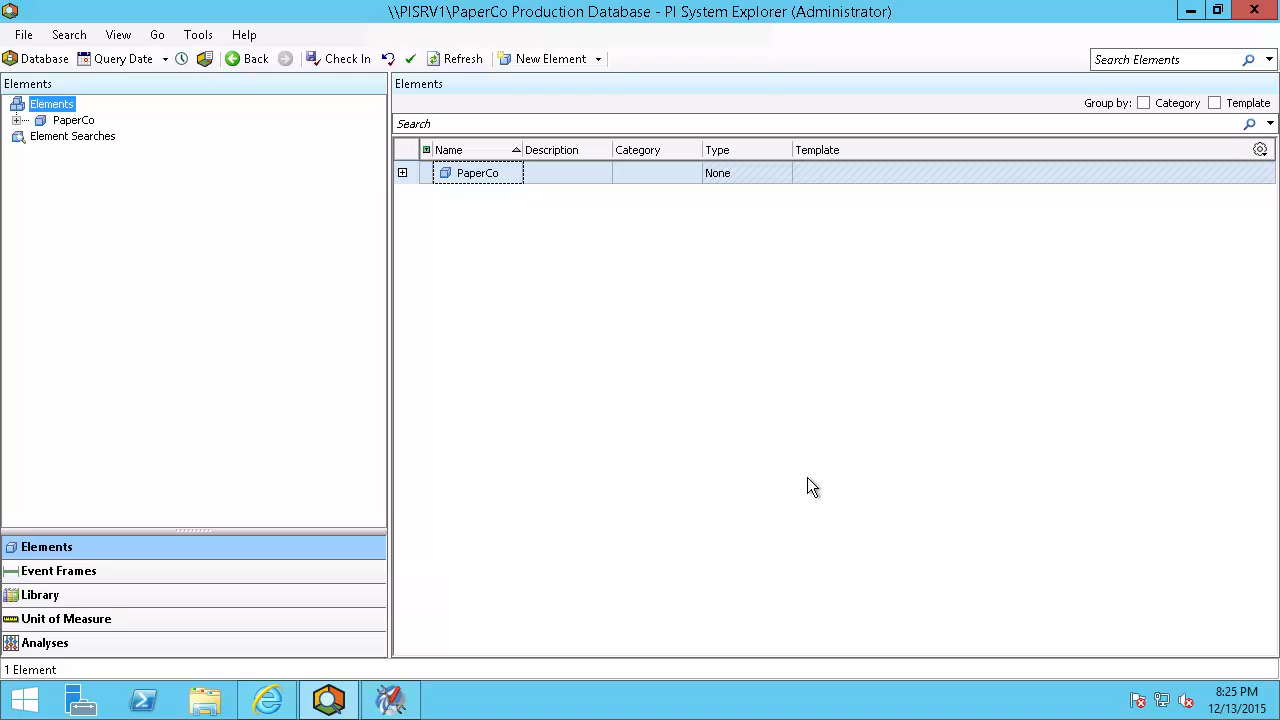 \\PISRV1\PaperCo Production Database - PI System Explorer (Administrator)
File Search View Go Tools Help
Database Query Date Back Check In Refresh New Element Search Elements
Elements
Elements
PaperCo
Element Searches
Elements
Group by: Category Template
Search
Name Description Category Type Template
PaperCo None
Elements
Event Frames
Library
Unit of Measure
Analyses
1 Element
8:25 PM
12/13/2015